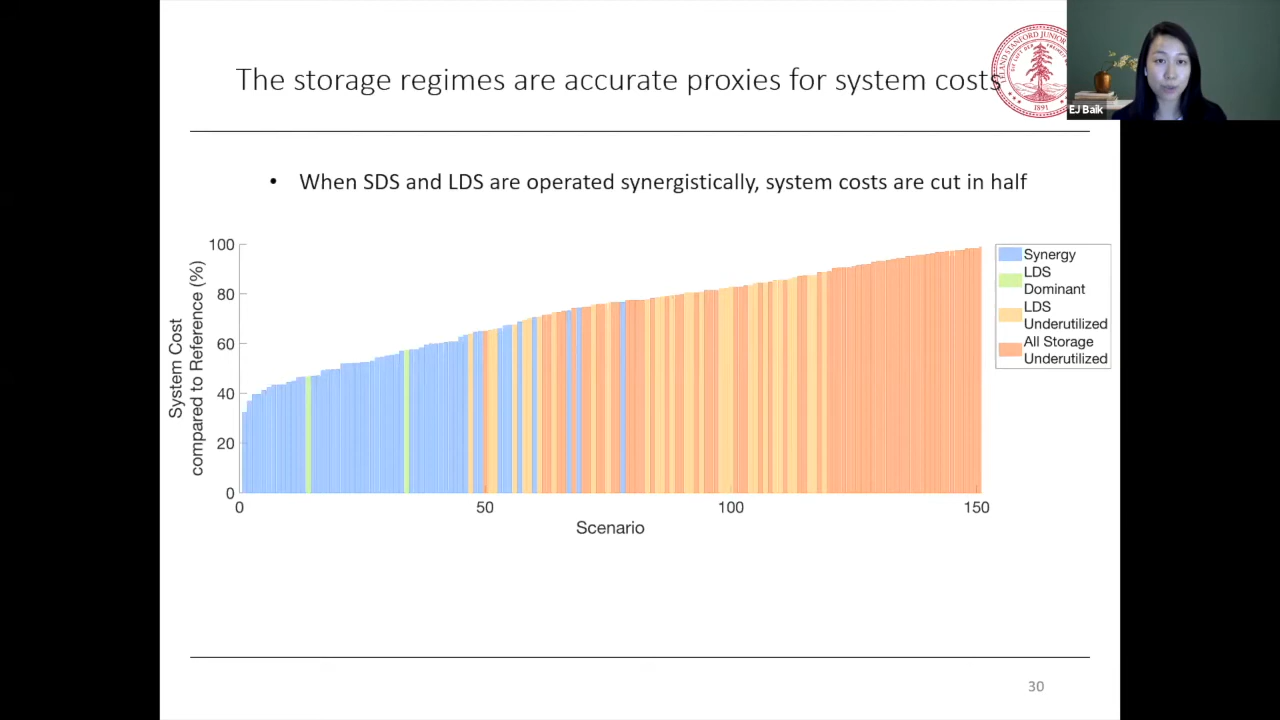 The storage regimes are accurate proxies for system costs
1891
EJ Baik
• When SDS and LDS are operated synergistically, system costs are cut in half
System Cost
compared to Reference (%)
100
80
60
40
20
0
0 50 100 150
Scenario
Synergy
LDS
Dominant
LDS
Underutilized
All Storage
Underutilized
30